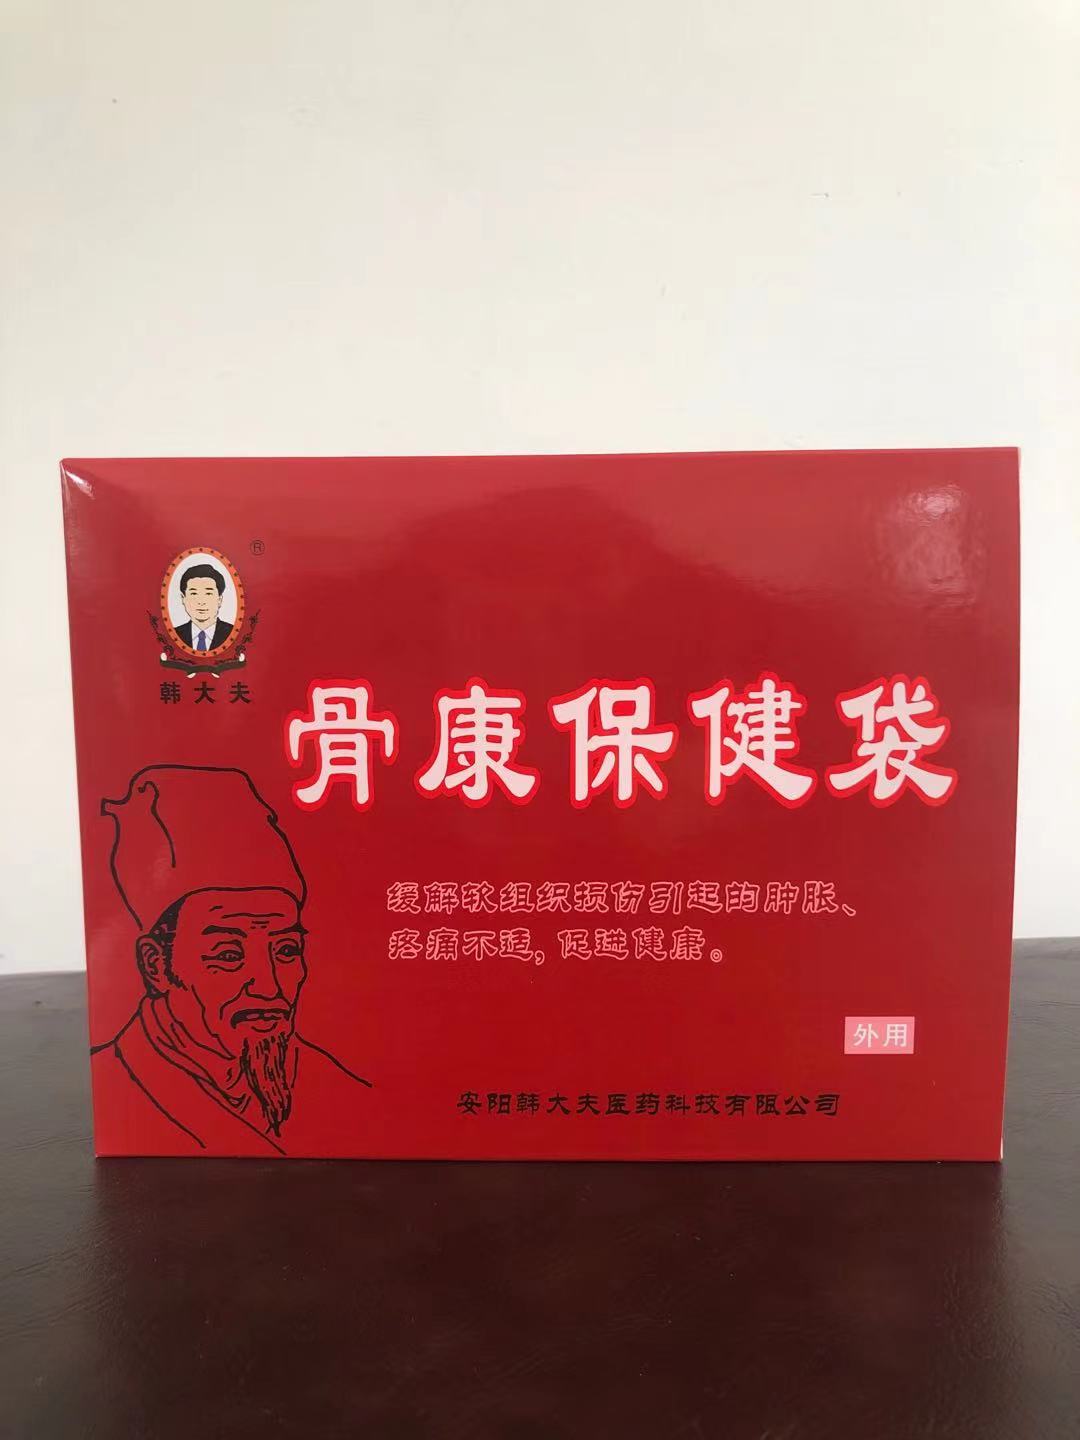 ®
韩大夫
骨康保健袋
缓解软组织损伤引起的肿胀、
疼痛不适，促进健康。
外用
安阳韩大夫医药科技有限公司